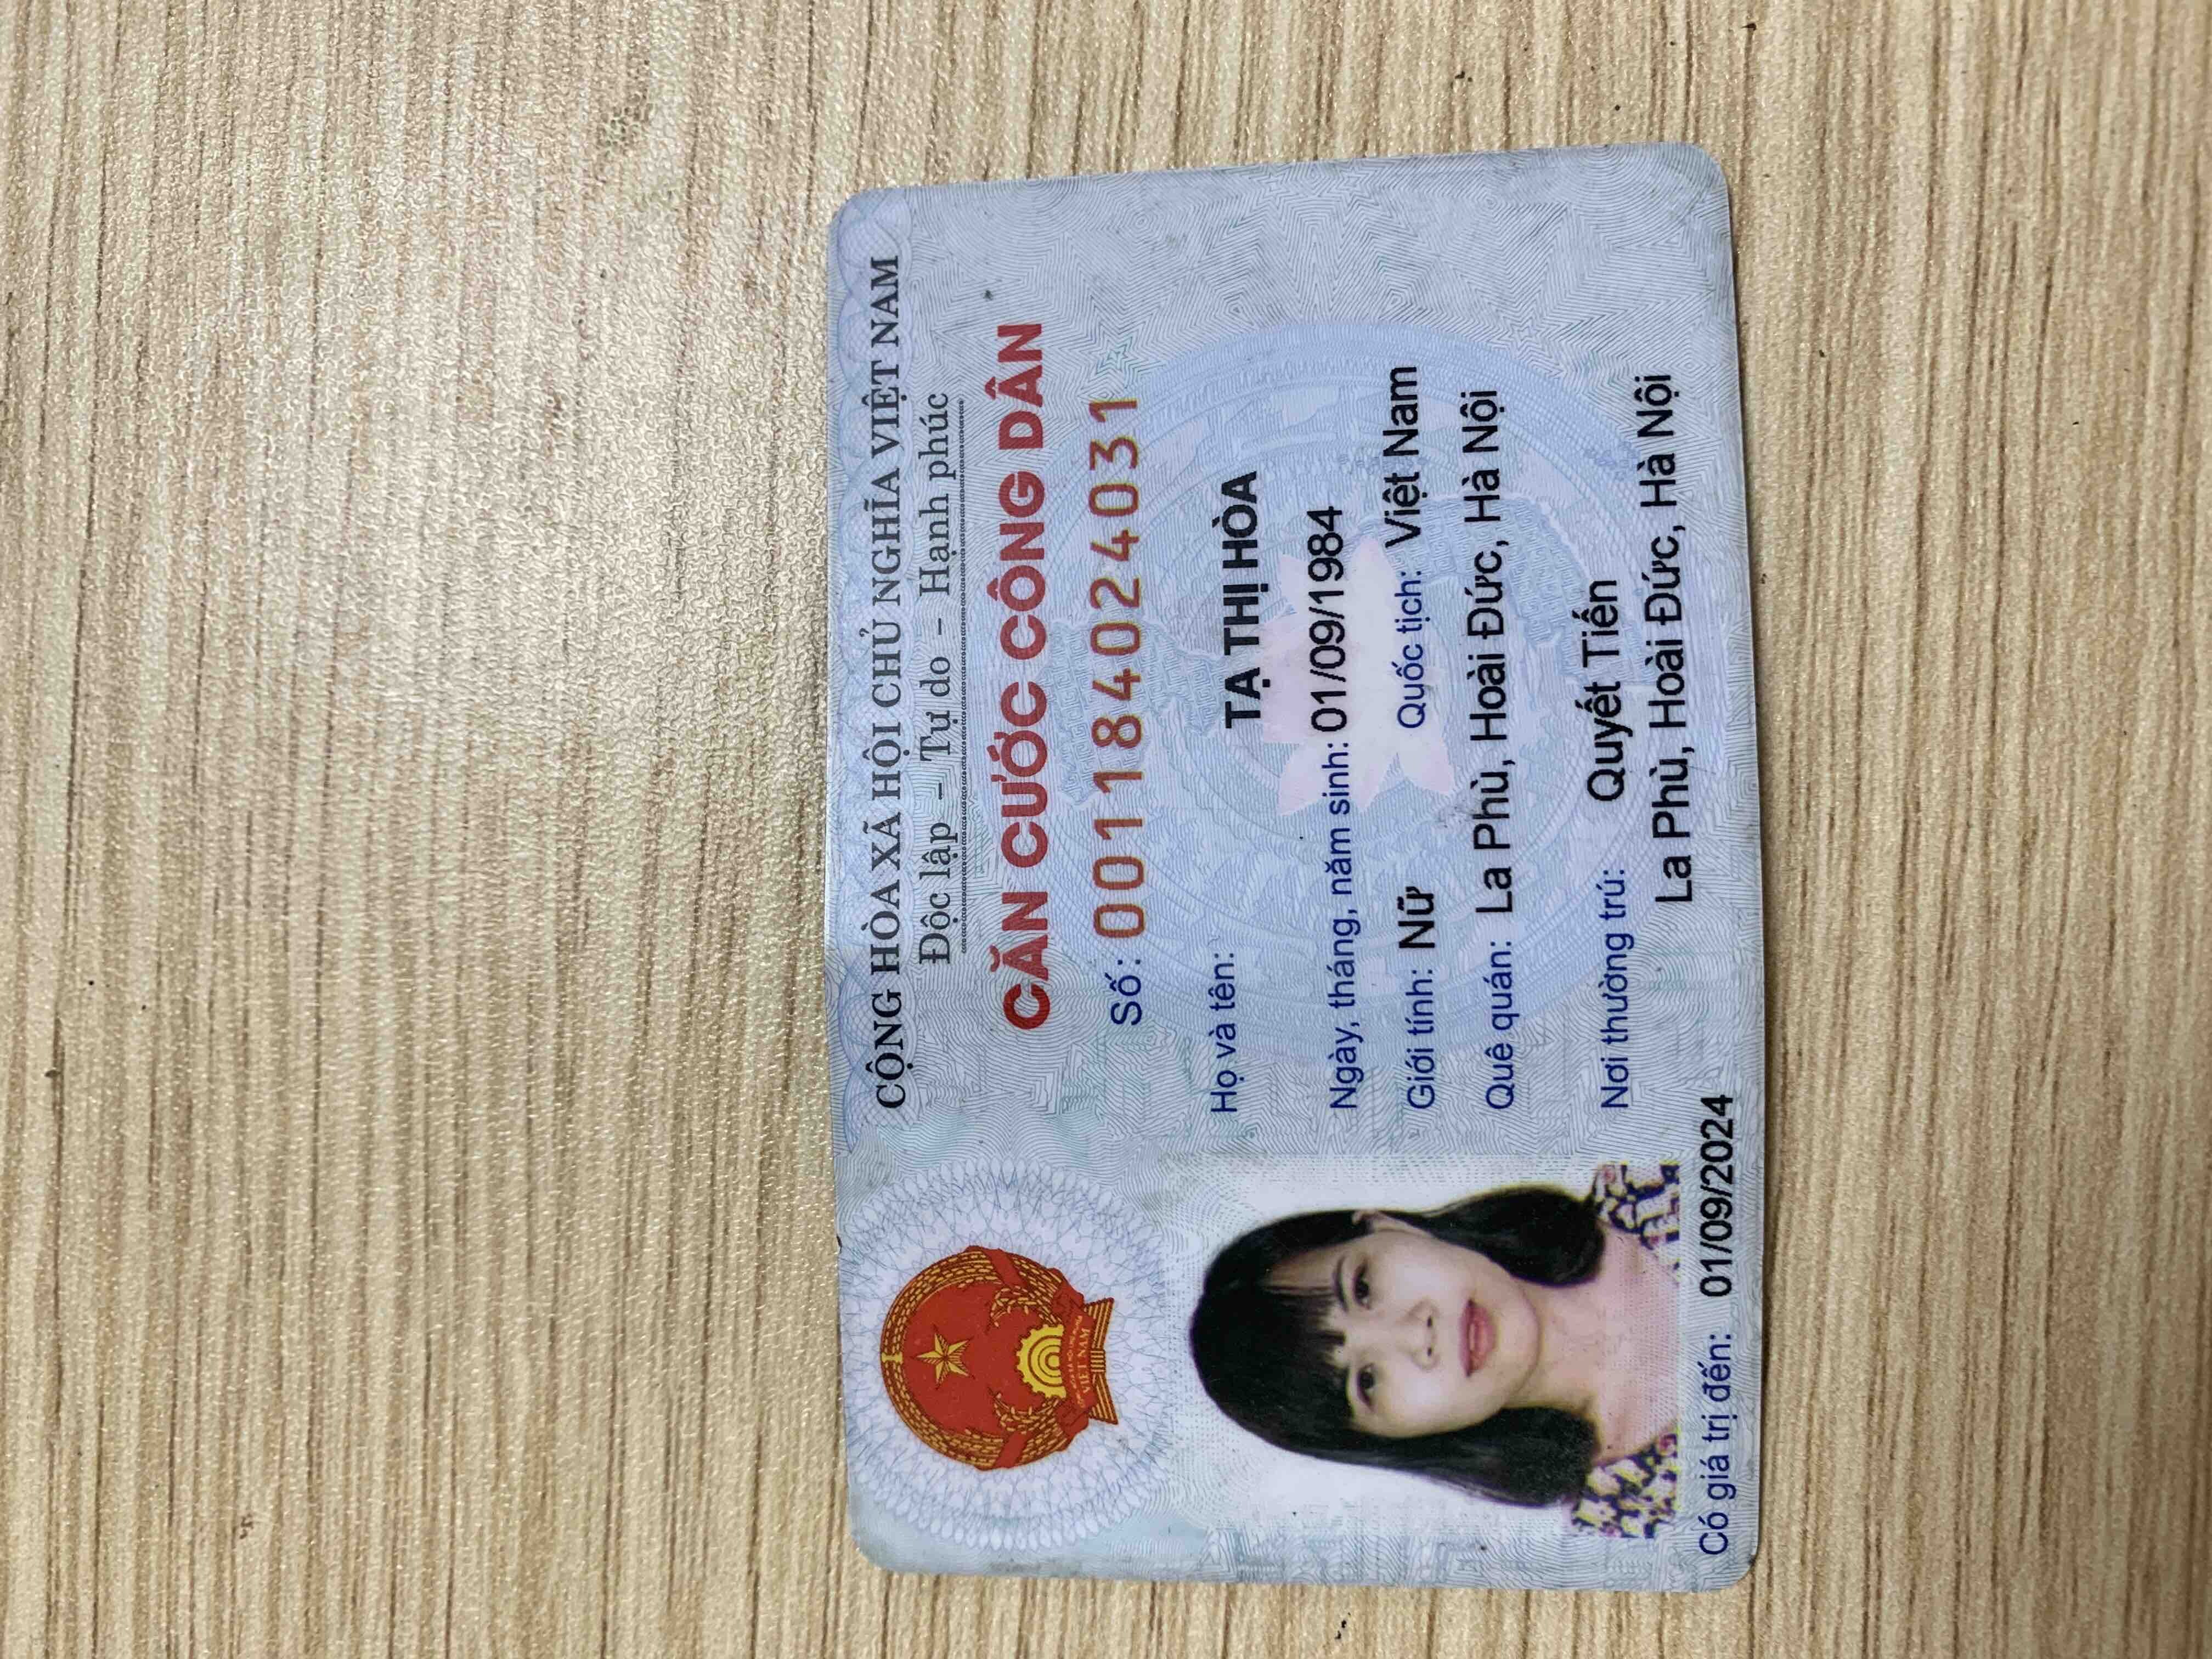 CỘNG HÒA XÃ HỘI CHỦ NGHĨA VIỆT NAM
Độc lập – Tự do – Hạnh phúc
CĂN CƯỚC CÔNG DÂN
Số: 001184024031
Họ và tên:
TẠ THỊ HÒA
Ngày, tháng, năm sinh: 01/09/1984
Giới tính: Nữ Quốc tịch: Việt Nam
Quê quán: La Phù, Hoài Đức, Hà Nội
Nơi thường trú: Quyết Tiến
La Phù, Hoài Đức, Hà Nội
Có giá trị đến: 01/09/2024
VIỆT NAM